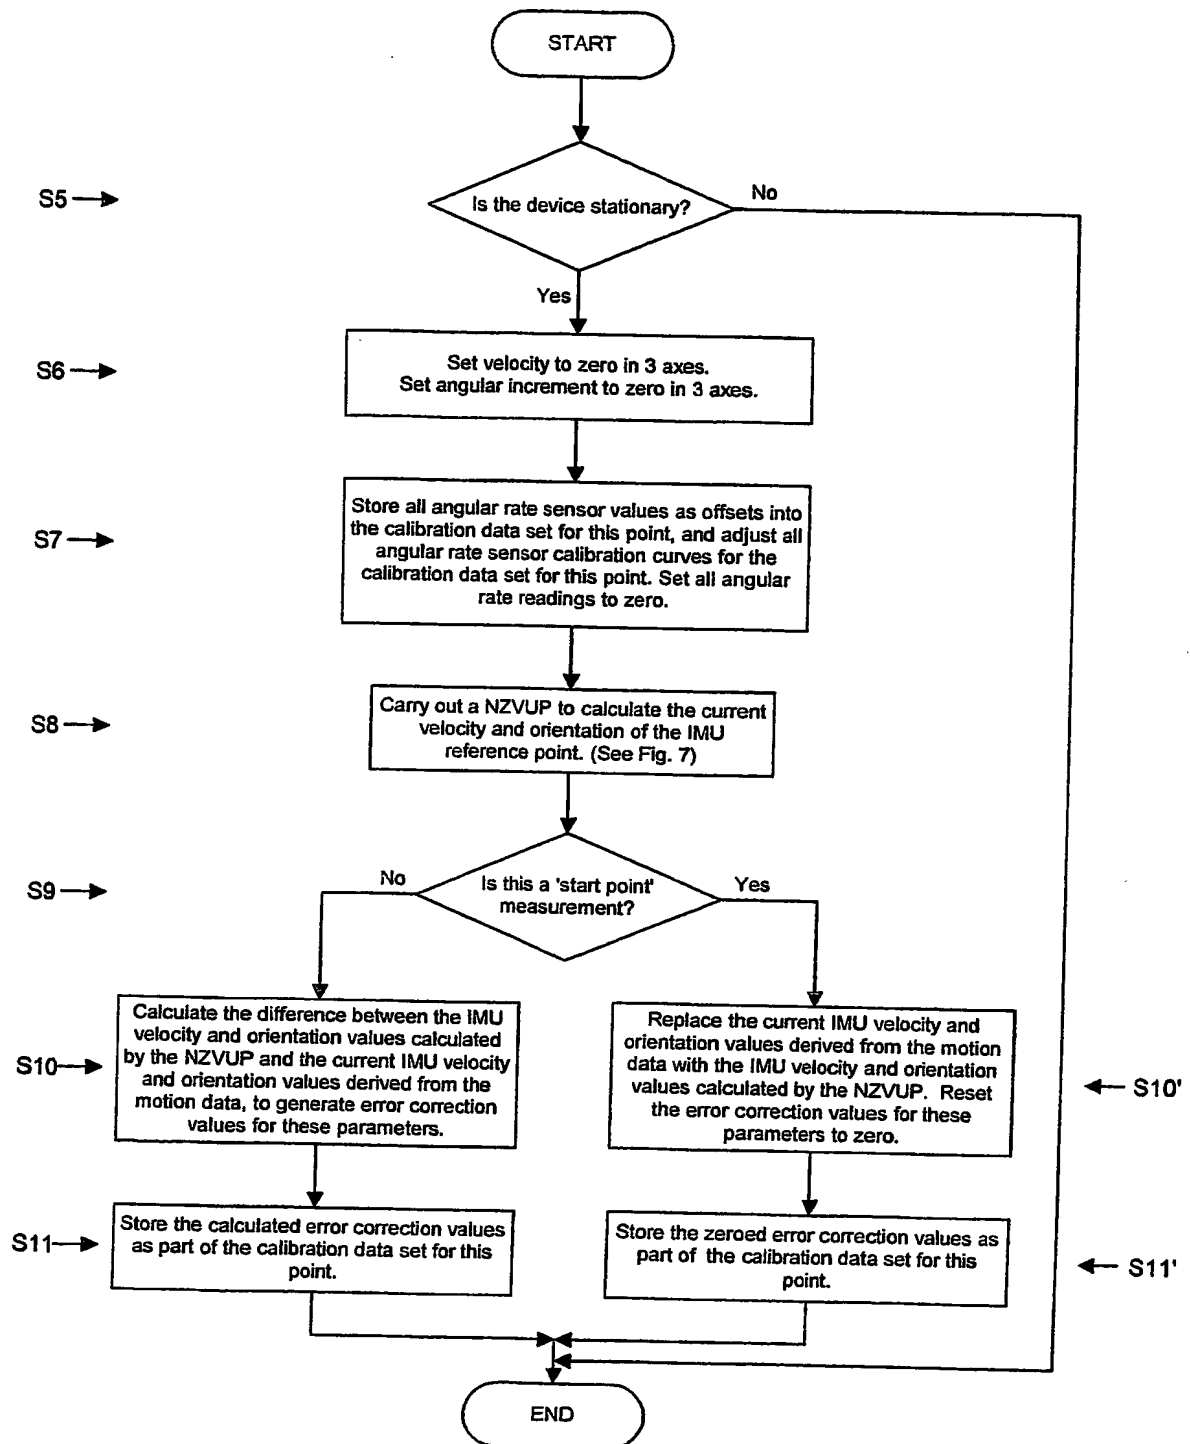 START
S5
Is the device stationary?
No
Yes
S6
Set velocity to zero in 3 axes.
Set angular increment to zero in 3 axes.
S7
Store all angular rate sensor values as offsets into
the calibration data set for this point, and adjust all
angular rate sensor calibration curves for the
calibration data set for this point. Set all angular
rate readings to zero.
S8
Carry out a NZVUP to calculate the current
velocity and orientation of the IMU
reference point. (See Fig. 7)
S9
No
Is this a 'start point'
measurement?
Yes
S10
Calculate the difference between the IMU
velocity and orientation values calculated
by the NZVUP and the current IMU velocity
and orientation values derived from the
motion data, to generate error correction
values for these parameters.
Replace the current IMU velocity and
orientation values derived from the motion
data with the IMU velocity and orientation
values calculated by the NZVUP. Reset
the error correction values for these
parameters to zero.
S10'
S11
Store the calculated error correction values
as part of the calibration data set for this
point.
Store the zeroed error correction values as
part of the calibration data set for this
point.
S11'
END